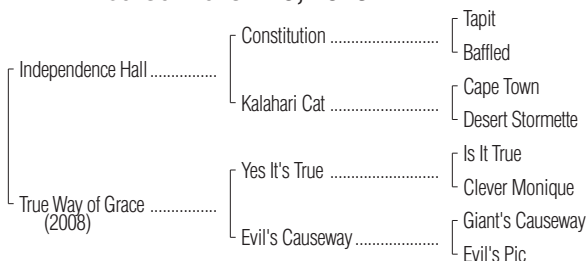 Tapit
Constitution
Baffled
Independence Hall
Cape Town
Kalahari Cat
Desert Stormette
Is It True
Yes It's True
Clever Monique
True Way of Grace
(2008)
Giant's Causeway
Evil's Causeway
Evil's Pic